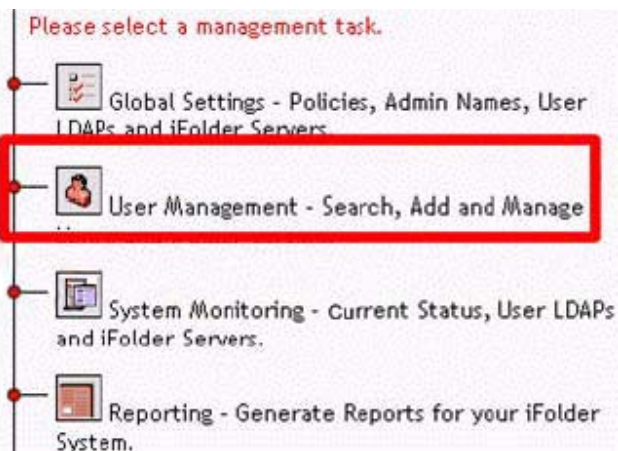 Please select a management task.
Global Settings - Policies, Admin Names, User
LDAPs and iFolder Servers.
User Management - Search, Add and Manage
System Monitoring - Current Status, User LDAPs
and iFolder Servers.
Reporting - Generate Reports for your iFolder
System.